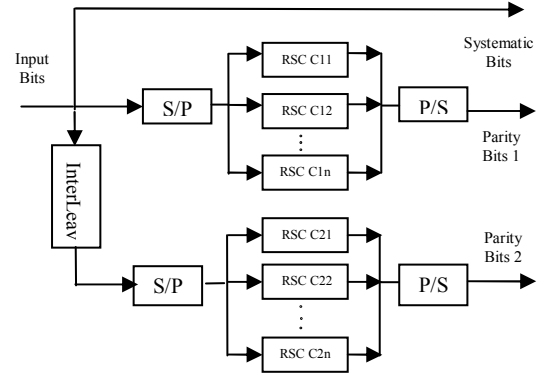 Systematic
Bits
Input
Bits
RSC C11
S/P
RSC C12
P/S
Parity
Bits 1
RSC C1n
InterLeav
RSC C21
Parity
Bits 2
S/P
RSC C22
P/S
RSC C2n